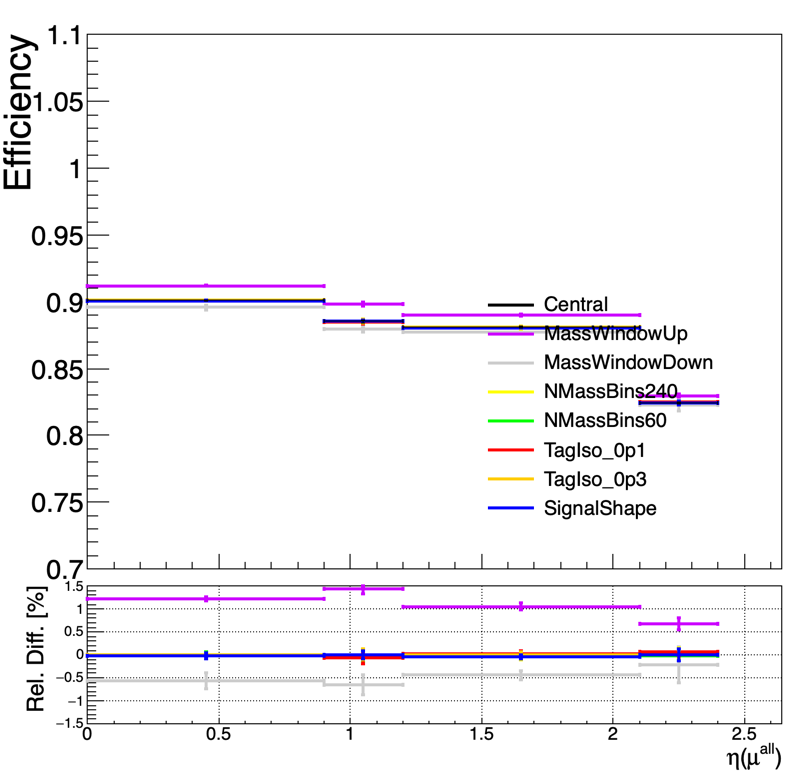 Efficiency
1.1
1.05
1
0.95
0.9
0.85
0.8
0.75
0.7
Central
MassWindowUp
MassWindowDown
NMassBins240
NMassBins60
TagIso_0p1
TagIso_0p3
SignalShape
Rel. Diff. [%]
1.5
1
0.5
0
−0.5
−1
−1.5
0 0.5 1 1.5 2 2.5
η(μ^all)